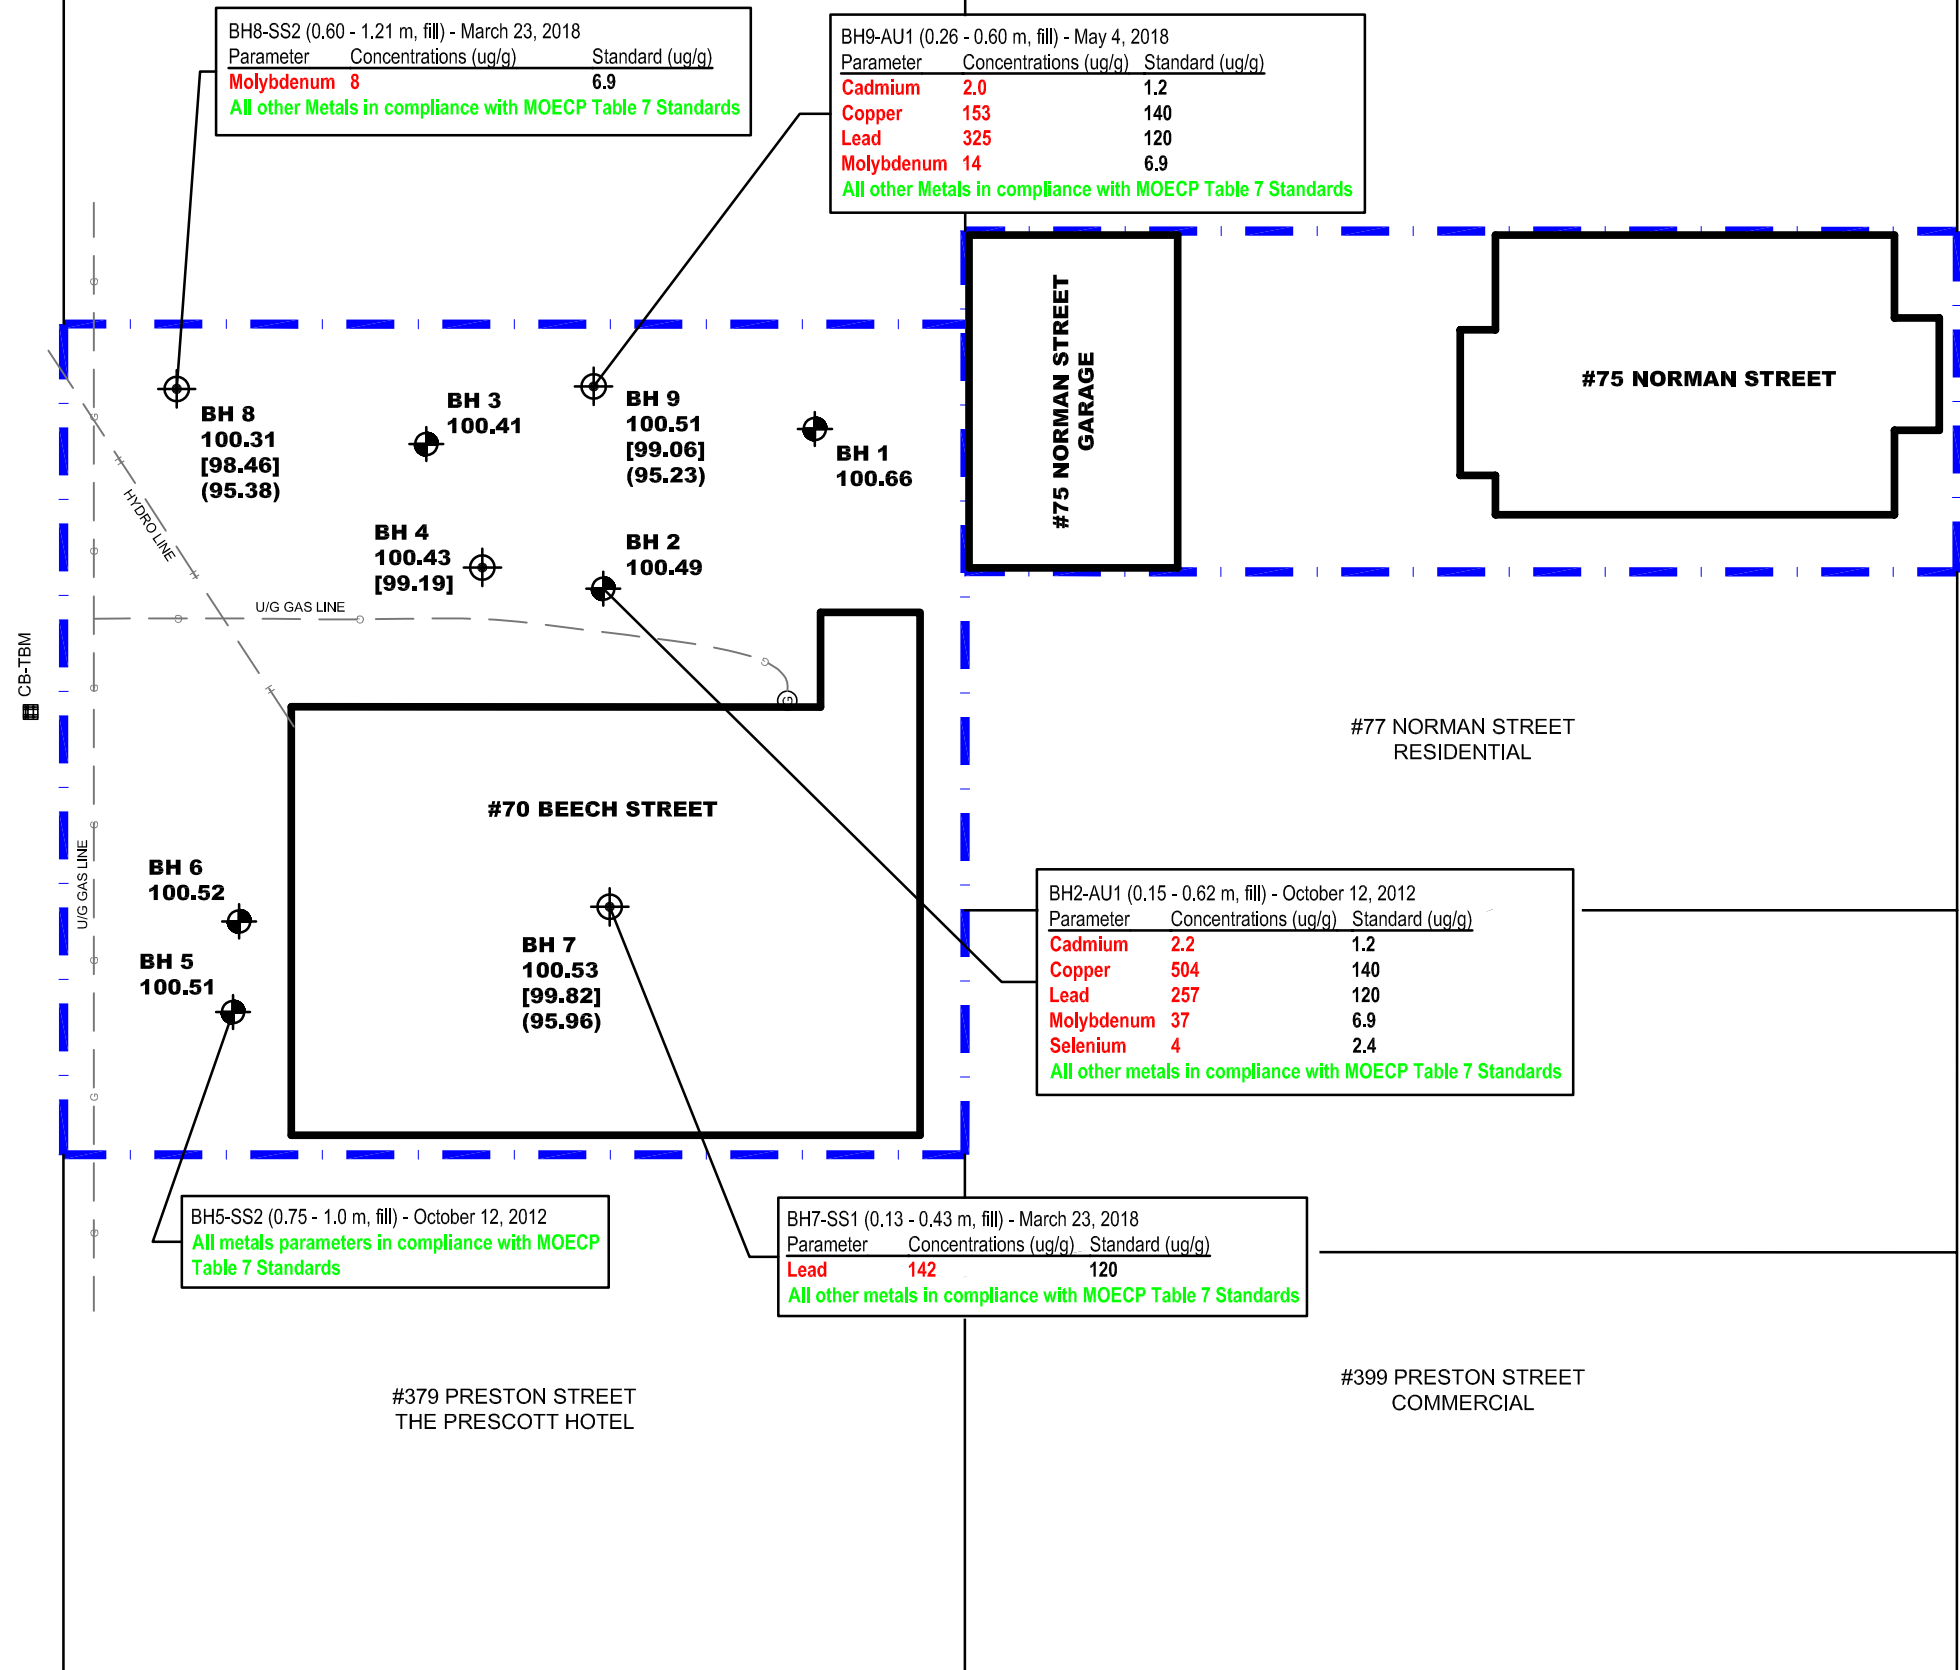 BH8-SS2 (0.60 - 1.21 m, fill) - March 23, 2018
Parameter Concentrations (ug/g) Standard (ug/g)
Molybdenum 8 6.9
All other Metals in compliance with MOECP Table 7 Standards
BH9-AU1 (0.26 - 0.60 m, fill) - May 4, 2018
Parameter Concentrations (ug/g) Standard (ug/g)
Cadmium 2.0 1.2
Copper 153 140
Lead 325 120
Molybdenum 14 6.9
All other Metals in compliance with MOECP Table 7 Standards
#75 NORMAN STREET
GARAGE
#75 NORMAN STREET
BH 8
100.31
[98.46]
(95.38)
BH 3
100.41
BH 9
100.51
[99.06]
(95.23)
BH 1
100.66
HYDRO LINE
BH 4
100.43
[99.19]
BH 2
100.49
U/G GAS LINE
CB-TBM
G
G
G
G
G
G
G
G
G
G
G
G
H
H
H
#77 NORMAN STREET
RESIDENTIAL
#70 BEECH STREET
U/G GAS LINE
BH 6
100.52
BH 5
100.51
BH 7
100.53
[99.82]
(95.96)
BH2-AU1 (0.15 - 0.62 m, fill) - October 12, 2012
Parameter Concentrations (ug/g) Standard (ug/g)
Cadmium 2.2 1.2
Copper 504 140
Lead 257 120
Molybdenum 37 6.9
Selenium 4 2.4
All other metals in compliance with MOECP Table 7 Standards
BH5-SS2 (0.75 - 1.0 m, fill) - October 12, 2012
All metals parameters in compliance with MOECP
Table 7 Standards
BH7-SS1 (0.13 - 0.43 m, fill) - March 23, 2018
Parameter Concentrations (ug/g) Standard (ug/g)
Lead 142 120
All other metals in compliance with MOECP Table 7 Standards
#379 PRESTON STREET
THE PRESCOTT HOTEL
#399 PRESTON STREET
COMMERCIAL